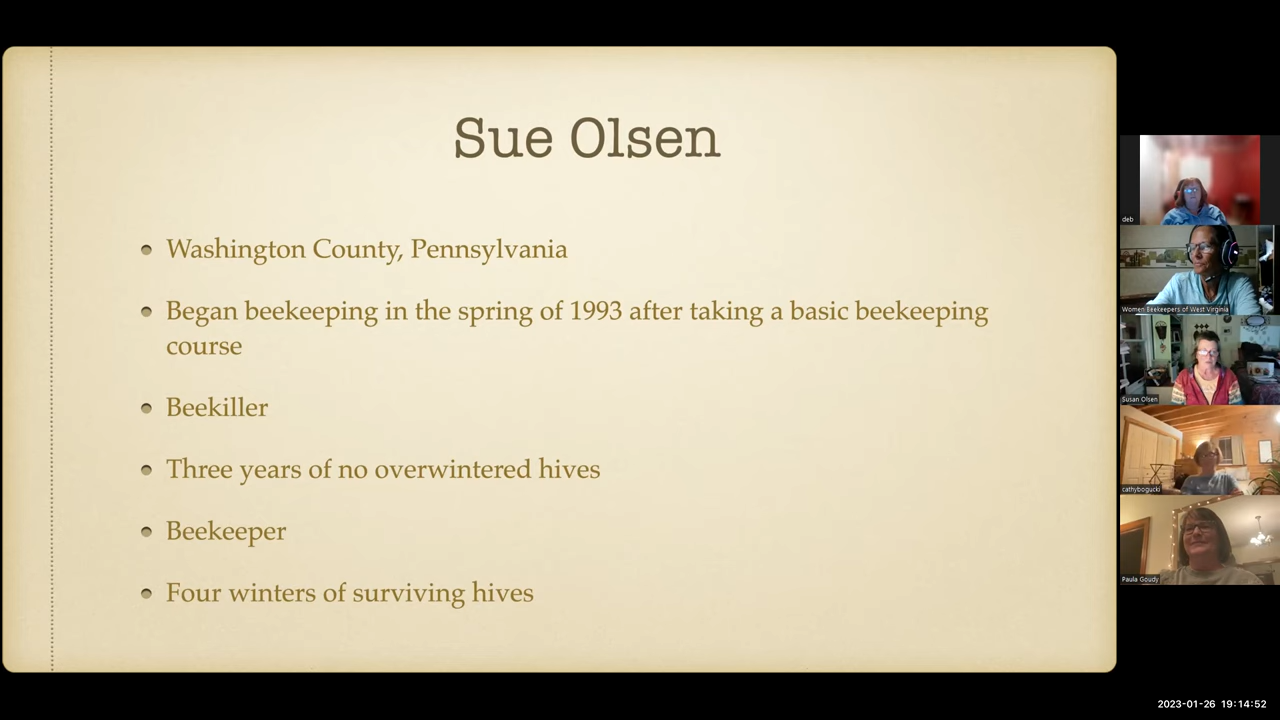 Sue Olsen
Washington County, Pennsylvania
Began beekeeping in the spring of 1993 after taking a basic beekeeping
course
Beekiller
Three years of no overwintered hives
Beekeeper
Four winters of surviving hives
deb
Women Beekeepers of West Virginia
Susan Olsen
cathybogucki
Paula Goudy
2023-01-26 19:14:52